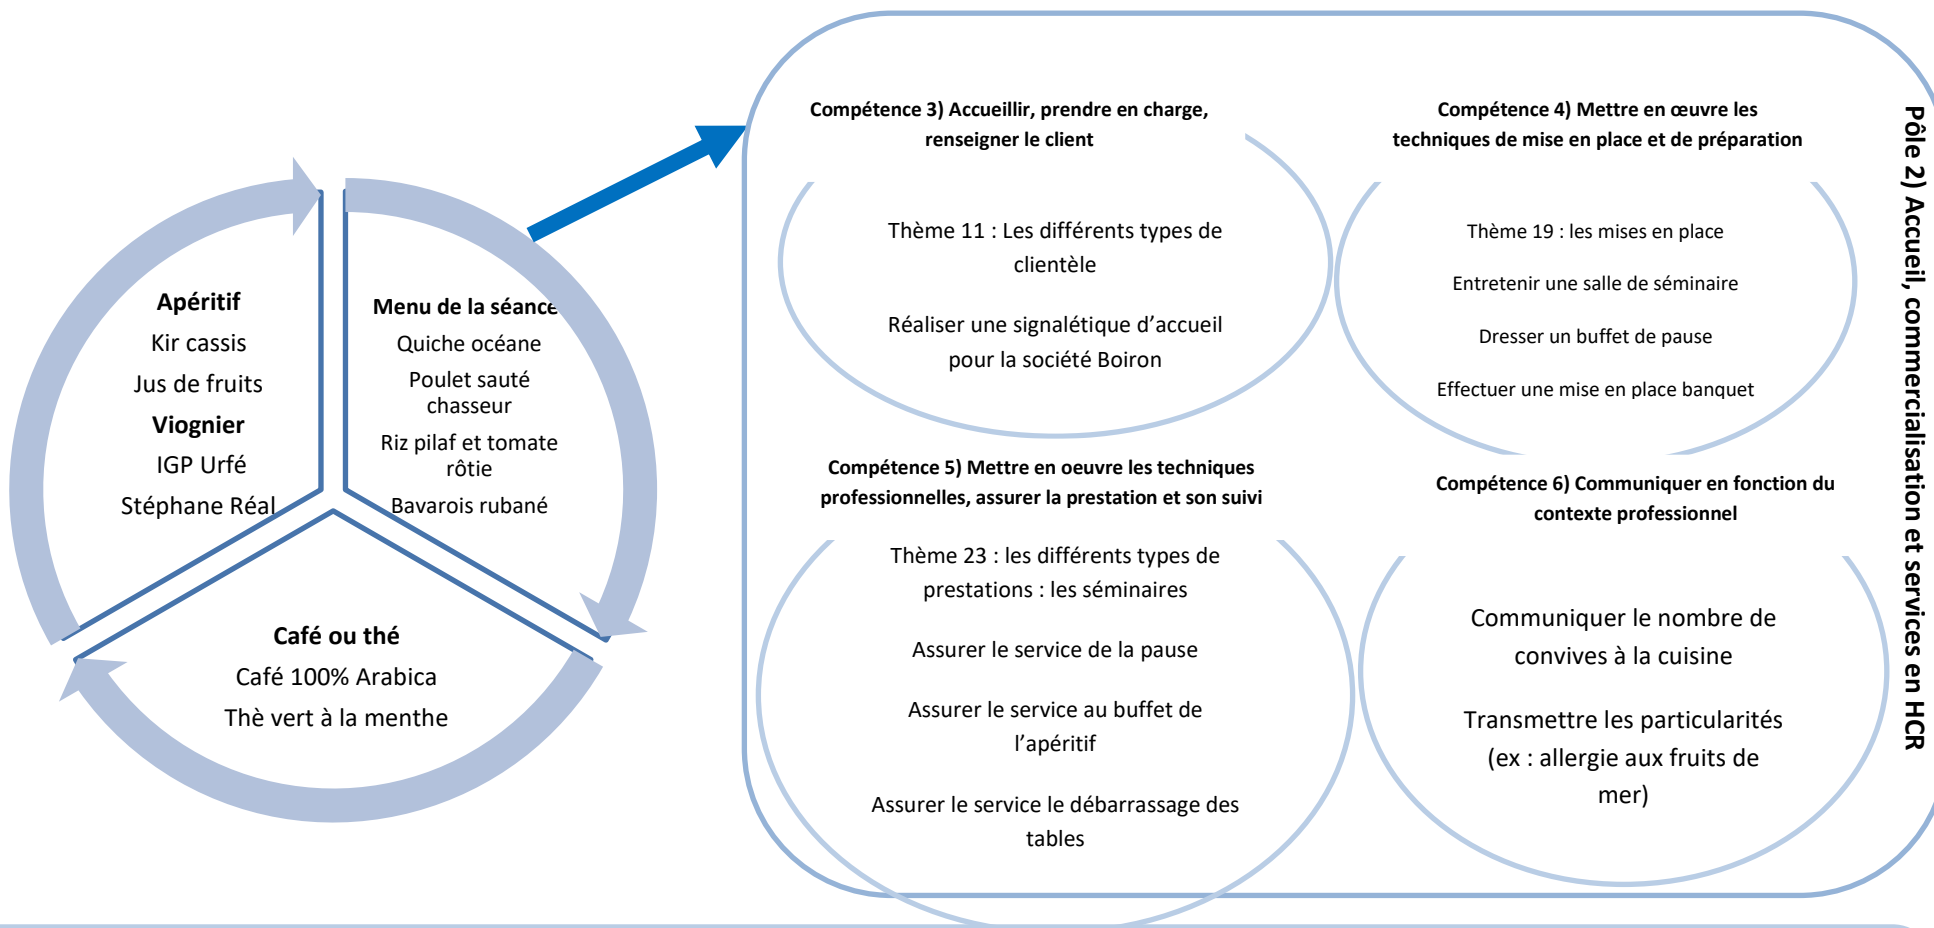 Apéritif
Kir cassis
Jus de fruits
Viognier
IGP Urfé
Stéphane Réal
Menu de la séance
Quiche océane
Poulet sauté
chasseur
Riz pilaf et tomate
rôtie
Bavarois rubané
Café ou thé
Café 100% Arabica
Thè vert à la menthe
Compétence 3) Accueillir, prendre en charge,
renseigner le client
Thème 11 : Les différents types de
clientèle
Réaliser une signalétique d’accueil
pour la société Boiron
Compétence 4) Mettre en œuvre les
techniques de mise en place et de préparation
Thème 19 : les mises en place
Entretenir une salle de séminaire
Dresser un buffet de pause
Effectuer une mise en place banquet
Compétence 5) Mettre en oeuvre les techniques
professionnelles, assurer la prestation et son suivi
Thème 23 : les différents types de
prestations : les séminaires
Assurer le service de la pause
Assurer le service au buffet de
l’apéritif
Assurer le service le débarrassage des
tables
Compétence 6) Communiquer en fonction du
contexte professionnel
Communiquer le nombre de
convives à la cuisine
Transmettre les particularités
(ex : allergie aux fruits de
mer)
Pôle 2) Accueil, commercialisation et services en HCR